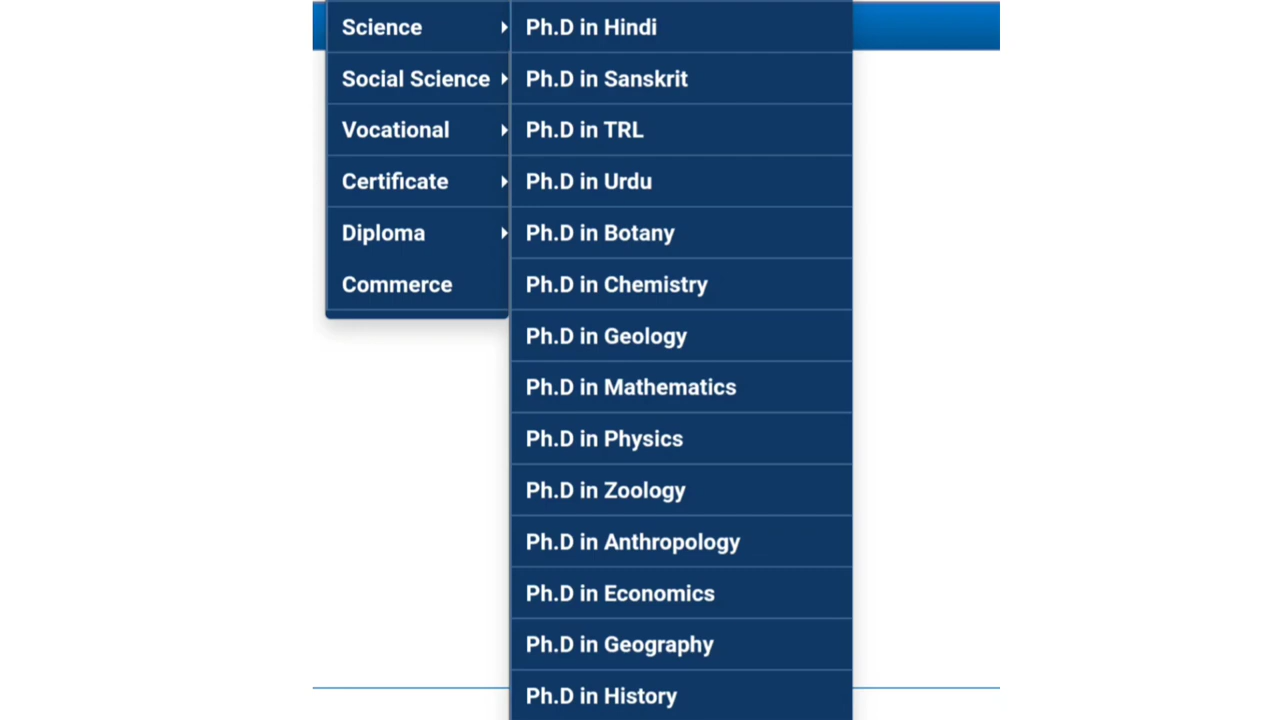 Science
Social Science
Vocational
Certificate
Diploma
Commerce
Ph.D in Hindi
Ph.D in Sanskrit
Ph.D in TRL
Ph.D in Urdu
Ph.D in Botany
Ph.D in Chemistry
Ph.D in Geology
Ph.D in Mathematics
Ph.D in Physics
Ph.D in Zoology
Ph.D in Anthropology
Ph.D in Economics
Ph.D in Geography
Ph.D in History